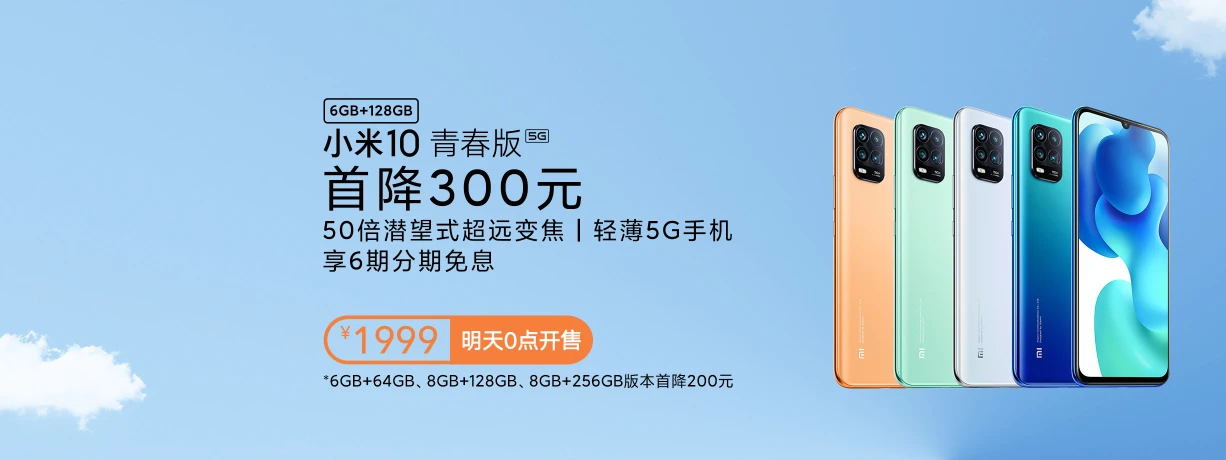 6GB+128GB
小米10 青春版 5G
首降300元
50倍潜望式超远变焦丨轻薄5G手机
享6期分期免息
¥1999 明天0点开售
*6GB+64GB、8GB+128GB、8GB+256GB版本首降200元